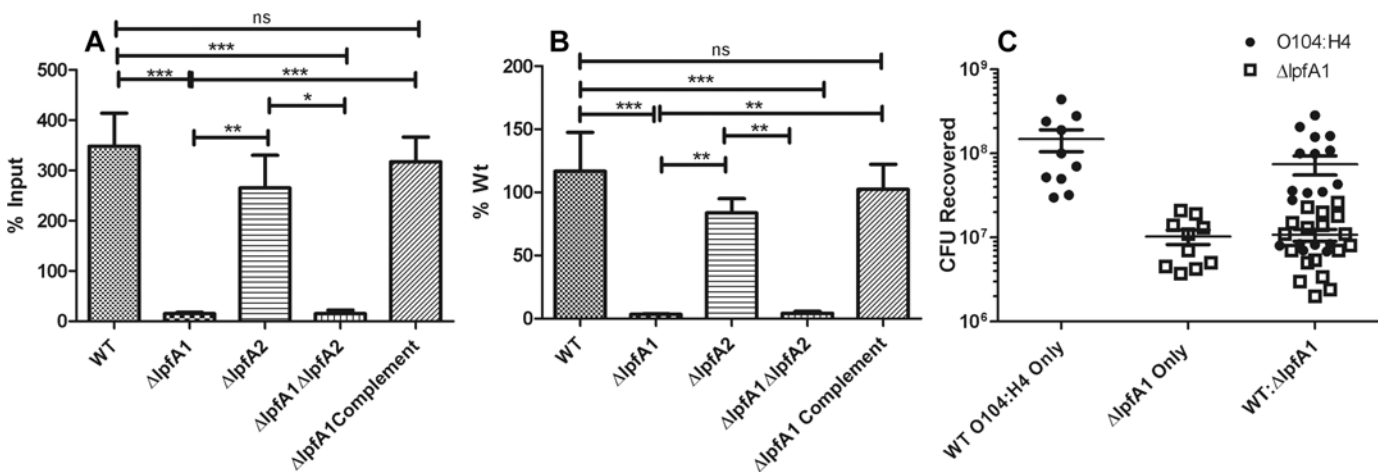 A
ns
***
***
***
*
**
500
400
300
200
100
0
% Input
WT
ΔlpfA1
ΔlpfA2
ΔlpfA1ΔlpfA2
ΔlpfA1Complement
B
ns
***
***
**
**
**
200
150
100
50
0
% Wt
WT
ΔlpfA1
ΔlpfA2
ΔlpfA1ΔlpfA2
ΔlpfA1 Complement
C
O104:H4
ΔlpfA1
10⁹
10⁸
10⁷
10⁶
CFU Recovered
WT O104:H4 Only
ΔlpfA1 Only
WT:ΔlpfA1